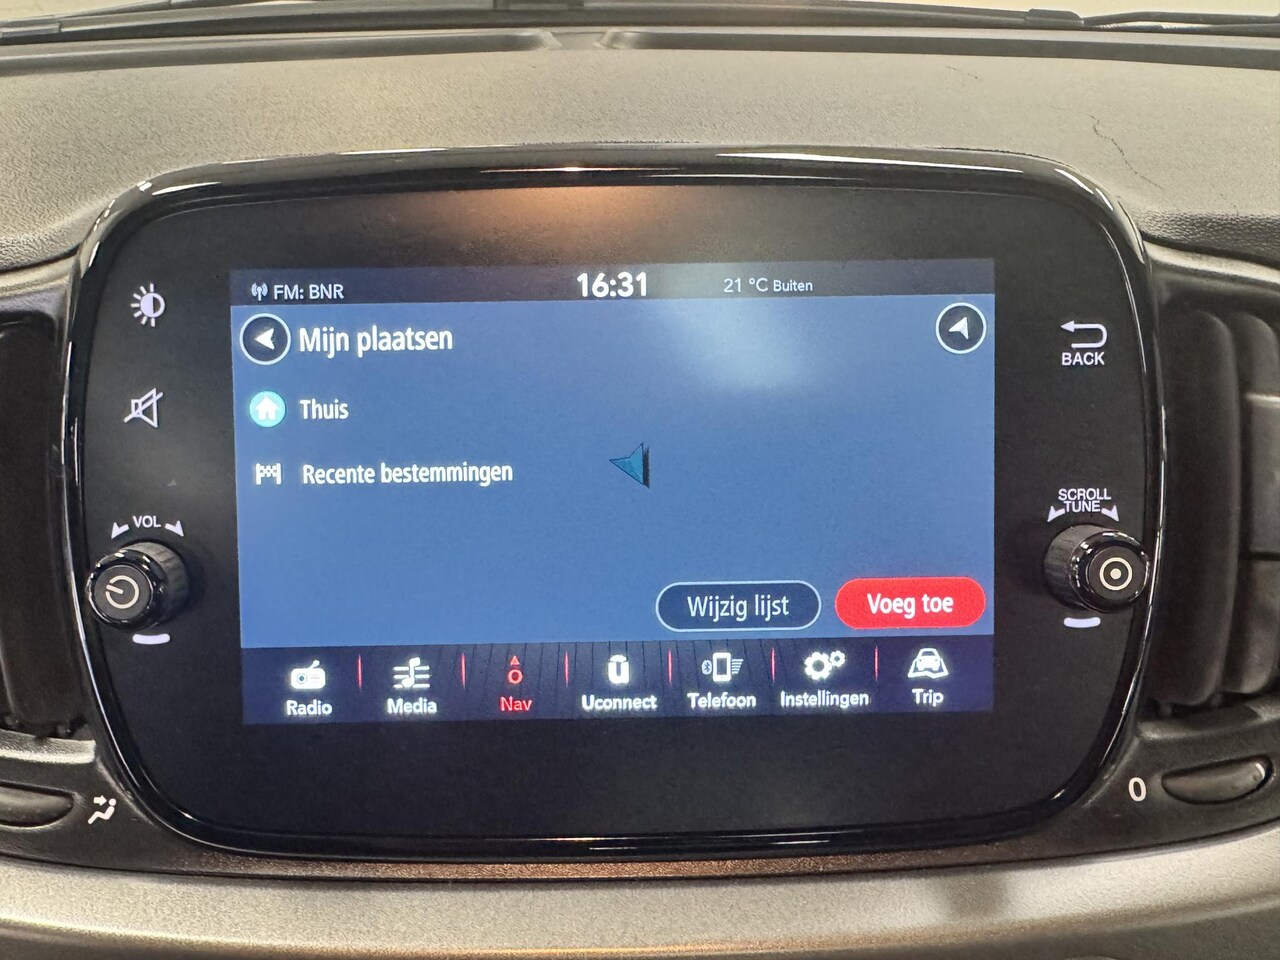 FM: BNR 16:31 21 °C Buiten
Mijn plaatsen
BACK
Thuis
Recente bestemmingen
VOL
SCROLL
TUNE
Wijzig lijst Voeg toe
Radio Media Nav Uconnect Telefoon Instellingen Trip
0